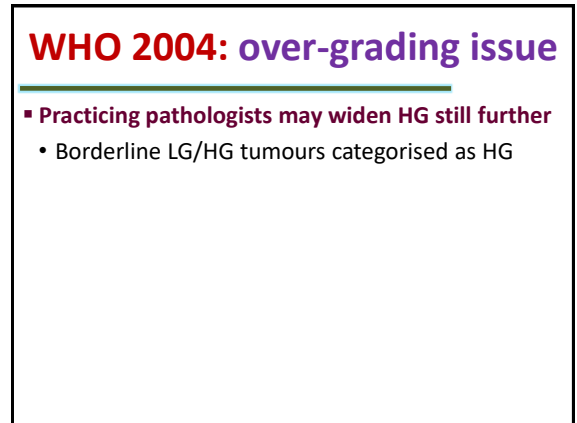 WHO 2004: over-grading issue
▪ Practicing pathologists may widen HG still further
• Borderline LG/HG tumours categorised as HG